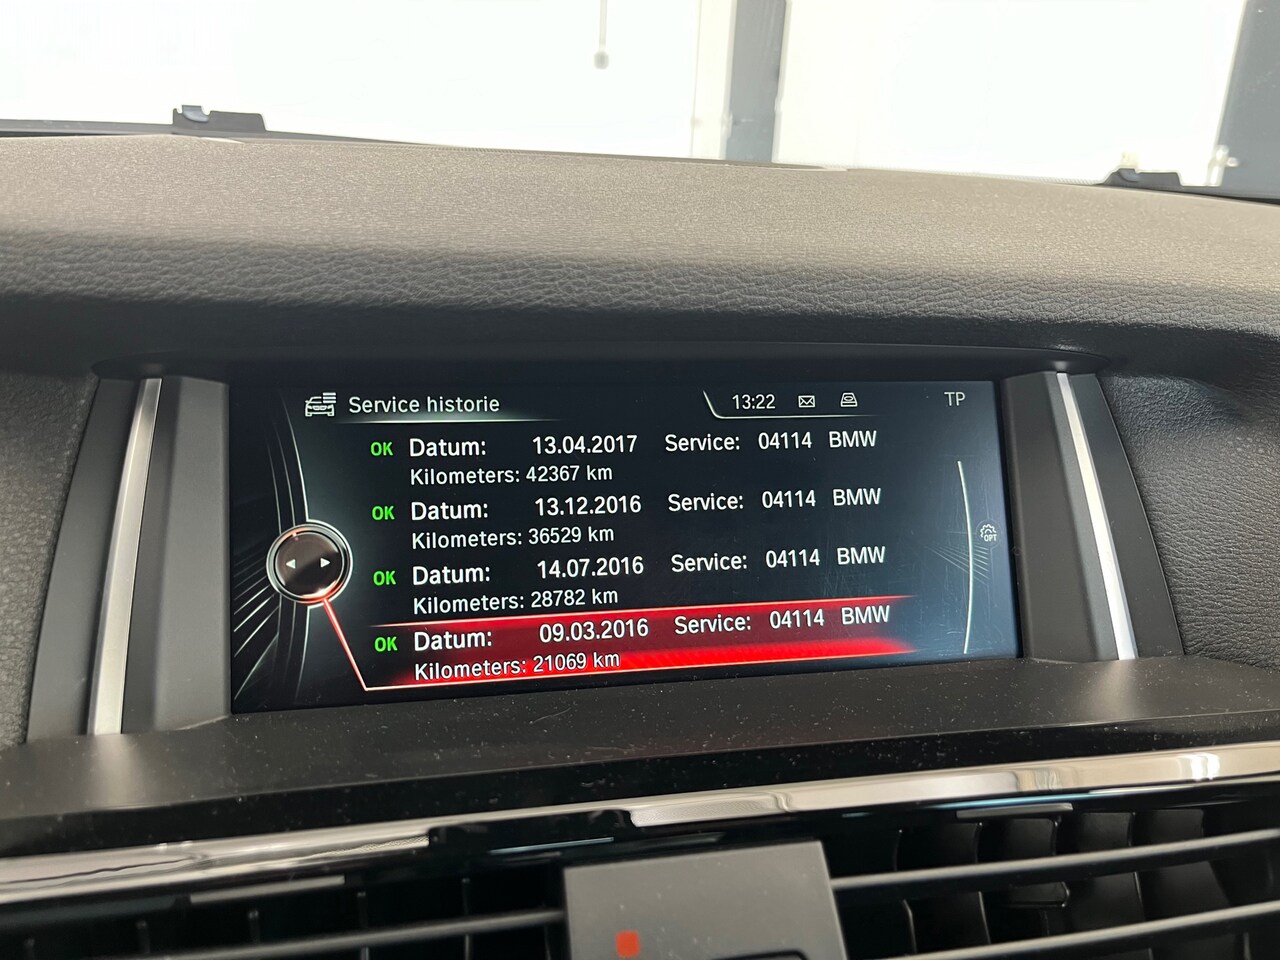 Service historie 13:22 TP
OK Datum: 13.04.2017 Service: 04114 BMW
Kilometers: 42367 km
OK Datum: 13.12.2016 Service: 04114 BMW
Kilometers: 36529 km
OPT
OK Datum: 14.07.2016 Service: 04114 BMW
Kilometers: 28782 km
OK Datum: 09.03.2016 Service: 04114 BMW
Kilometers: 21069 km